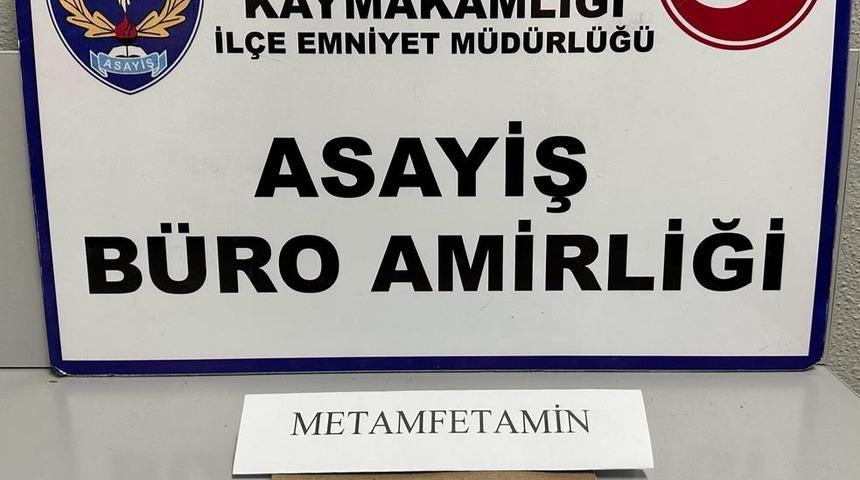 KAYMAKAMLIĞI
İLÇE EMNİYET MÜDÜRLÜĞÜ
ASAYİŞ
ASAYİŞ
BÜRO AMİRLİĞİ
METAMFETAMİN